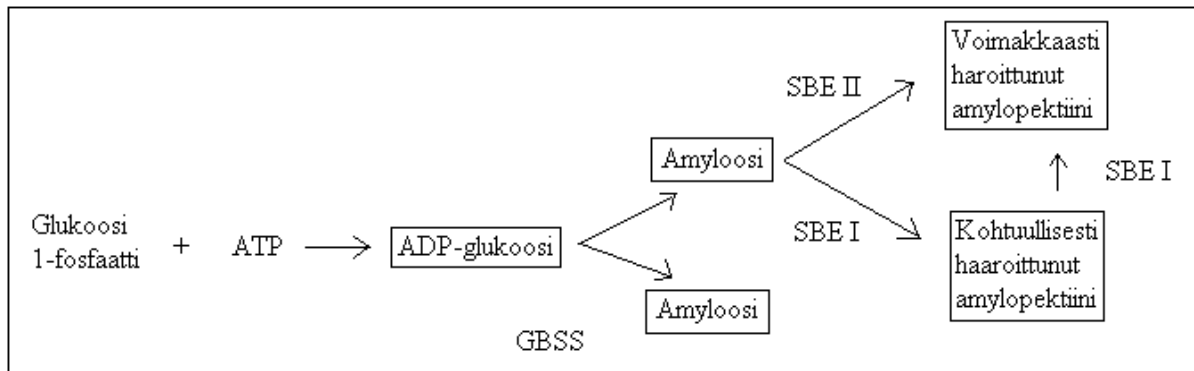 Glukoosi
1-fosfaatti
+
ATP
ADP-glukoosi
GBSS
Amyloosi
Amyloosi
SBE II
SBE I
Voimakkaasti
haroittunut
amylopektiini
SBE I
Kohtuullisesti
haaroittunut
amylopektiini